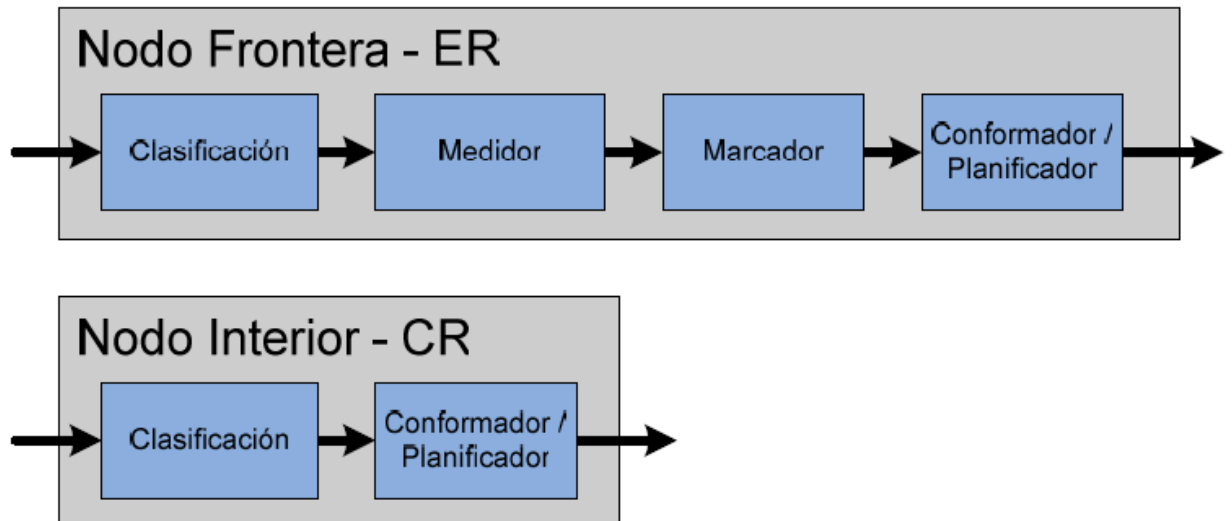 Nodo Frontera - ER
Clasificación
Medidor
Marcador
Conformador /
Planificador
Nodo Interior - CR
Clasificación
Conformador /
Planificador